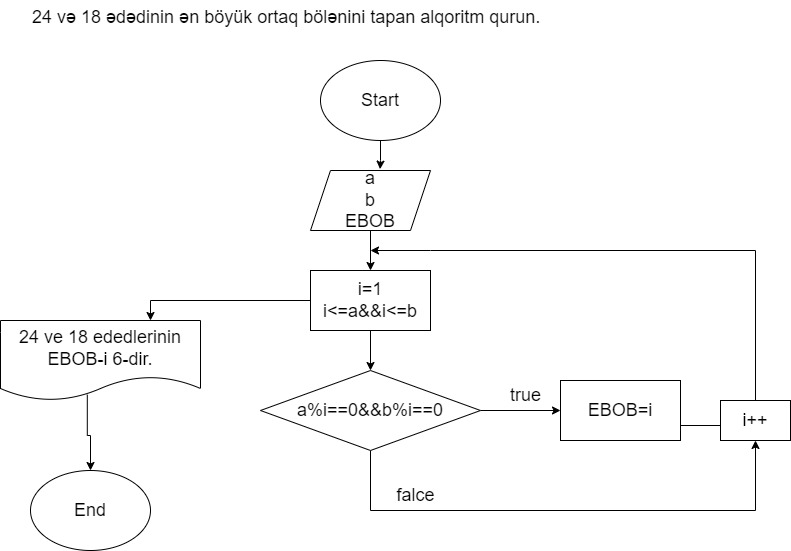 24 və 18 ədədinin ən böyük ortaq bölənini tapan alqoritm qurun.
Start
a
b
EBOB
i=1
i<=a&&i<=b
24 ve 18 ededlerinin
EBOB-i 6-dir.
a%i==0&&b%i==0
true
EBOB=i
i++
falce
End